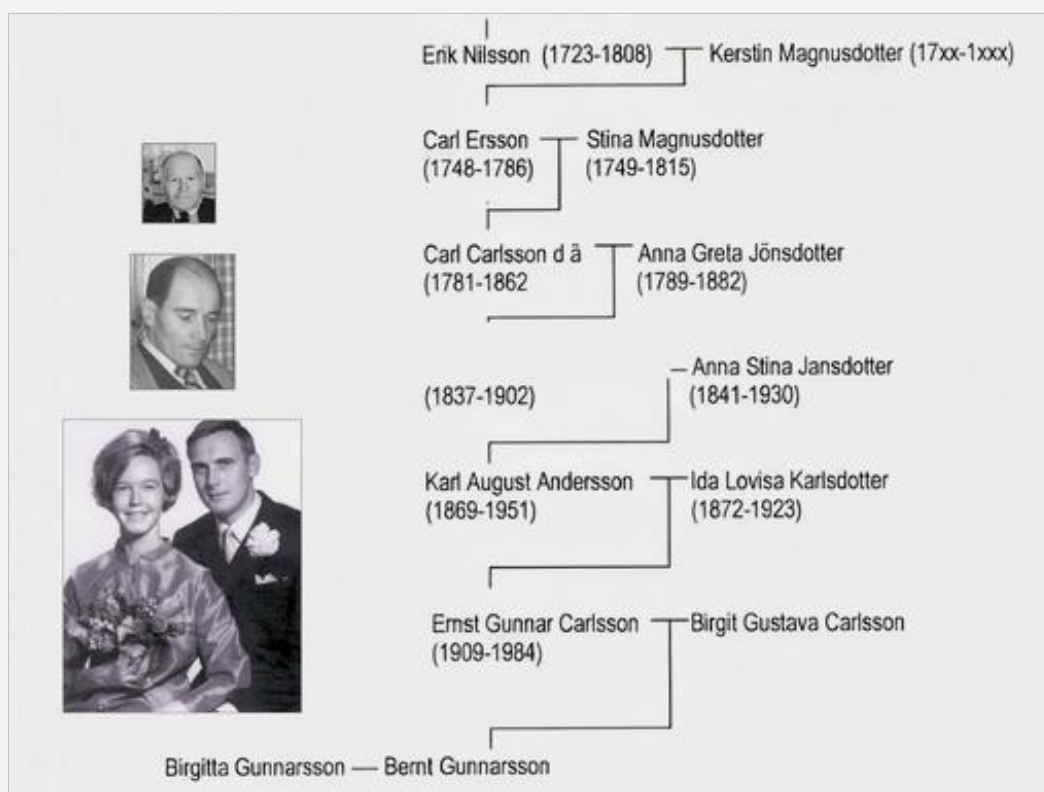 Erik Nilsson (1723-1808) Kerstin Magnusdotter (17xx-1xxx)
Carl Ersson Stina Magnusdotter
(1748-1786) (1749-1815)
Carl Carlsson d ä Anna Greta Jönsdotter
(1781-1862 (1789-1882)
Anna Stina Jansdotter
(1837-1902) (1841-1930)
Karl August Andersson Ida Lovisa Karlsdotter
(1869-1951) (1872-1923)
Ernst Gunnar Carlsson Birgit Gustava Carlsson
(1909-1984)
Birgitta Gunnarsson — Bernt Gunnarsson